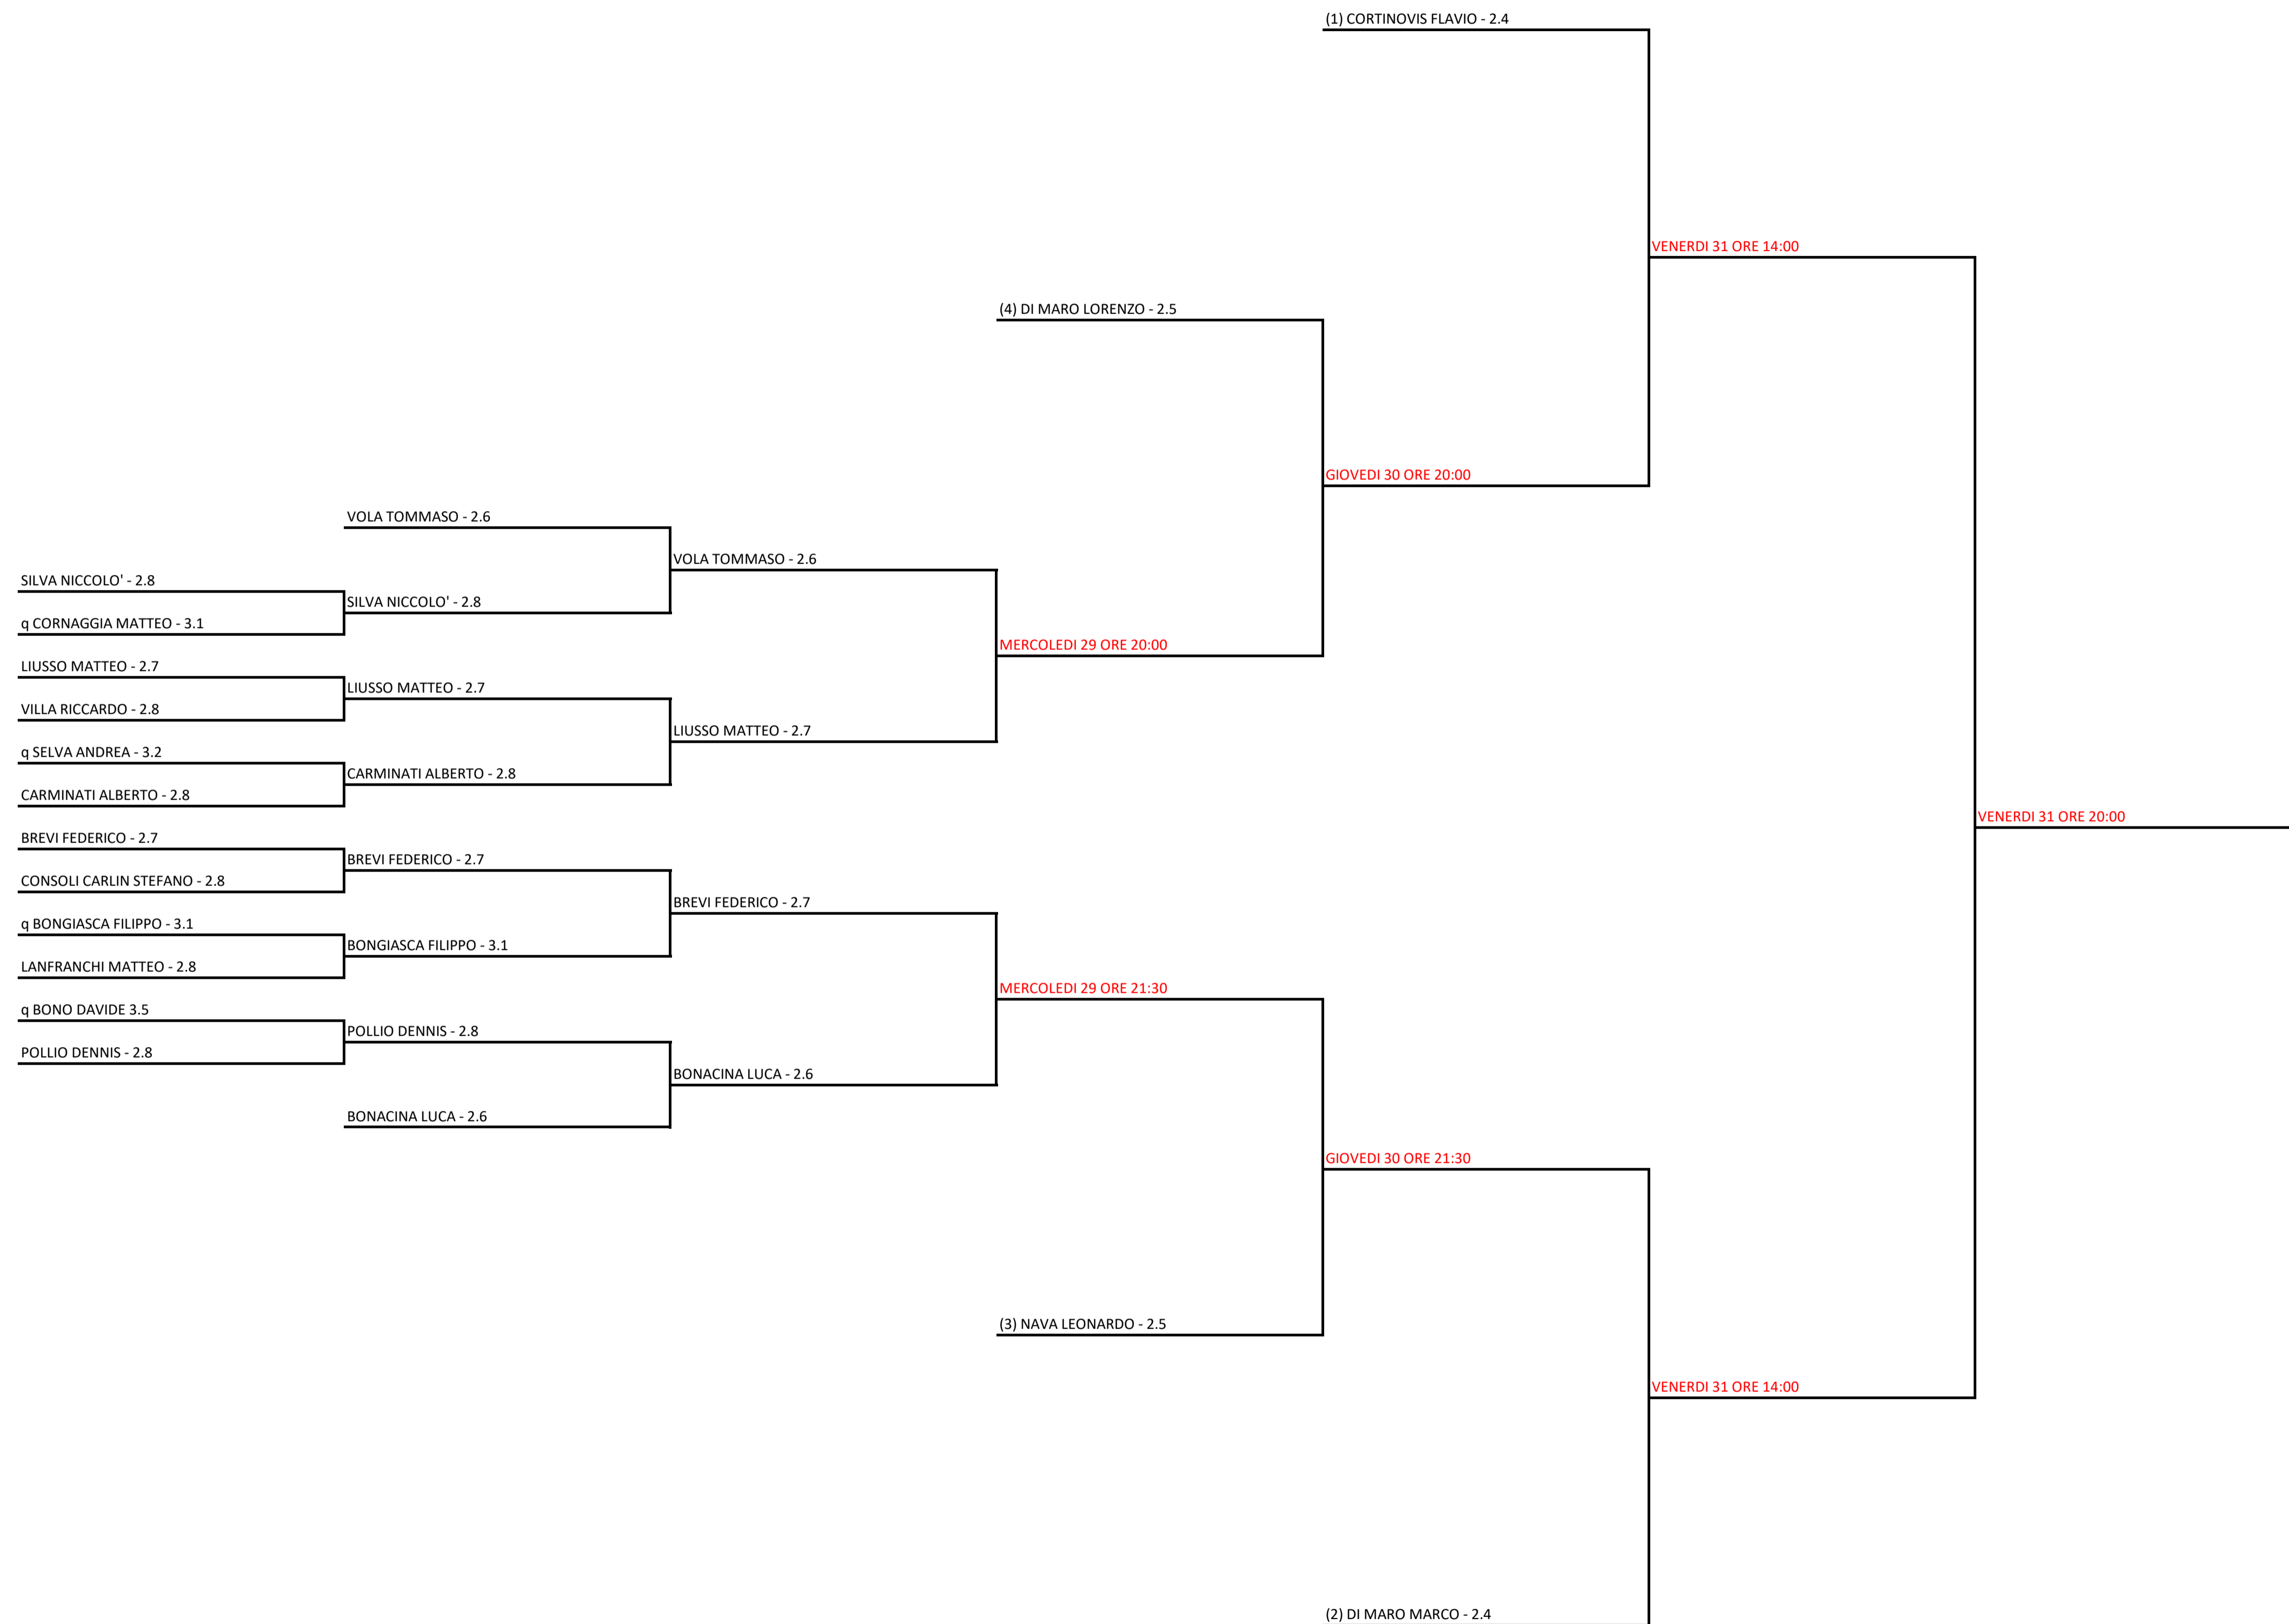 (1) CORTINOVIS FLAVIO - 2.4
VENERDI 31 ORE 14:00
(4) DI MARO LORENZO - 2.5
GIOVEDI 30 ORE 20:00
VOLA TOMMASO - 2.6
VOLA TOMMASO - 2.6
SILVA NICCOLO' - 2.8
SILVA NICCOLO' - 2.8
q CORNAGGIA MATTEO - 3.1
MERCOLEDI 29 ORE 20:00
LIUSSO MATTEO - 2.7
LIUSSO MATTEO - 2.7
VILLA RICCARDO - 2.8
LIUSSO MATTEO - 2.7
q SELVA ANDREA - 3.2
CARMINATI ALBERTO - 2.8
CARMINATI ALBERTO - 2.8
VENERDI 31 ORE 20:00
BREVI FEDERICO - 2.7
BREVI FEDERICO - 2.7
CONSOLI CARLIN STEFANO - 2.8
BREVI FEDERICO - 2.7
q BONGIASCA FILIPPO - 3.1
BONGIASCA FILIPPO - 3.1
LANFRANCHI MATTEO - 2.8
MERCOLEDI 29 ORE 21:30
q BONO DAVIDE 3.5
POLLIO DENNIS - 2.8
POLLIO DENNIS - 2.8
BONACINA LUCA - 2.6
BONACINA LUCA - 2.6
GIOVEDI 30 ORE 21:30
(3) NAVA LEONARDO - 2.5
VENERDI 31 ORE 14:00
(2) DI MARO MARCO - 2.4